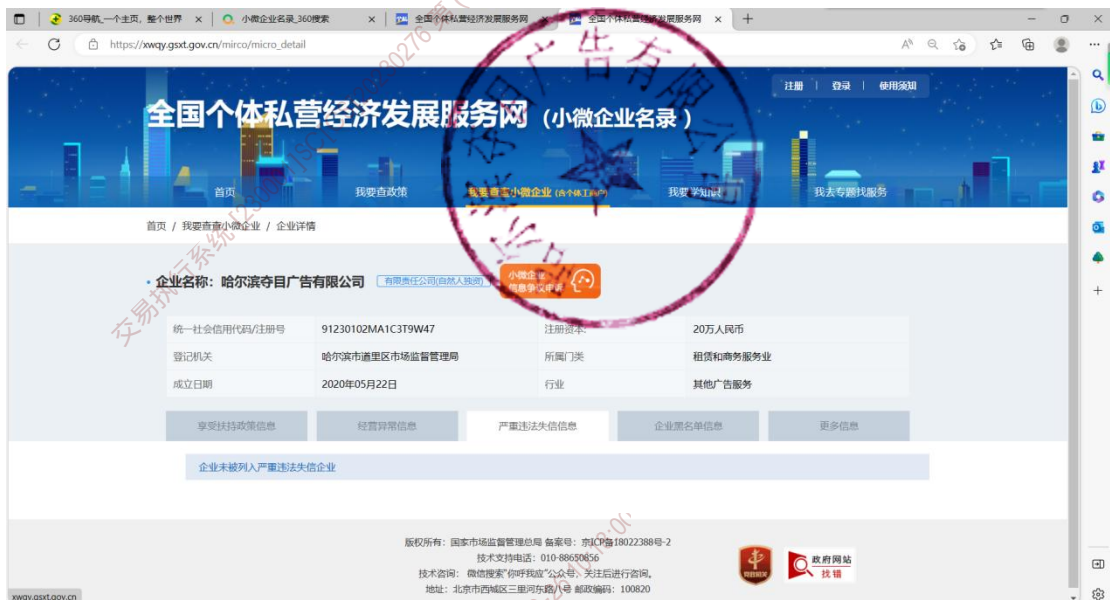 360导航_一个主页，整个世界
小微企业名录_360搜索
全国个体私营经济发展服务网
全国个体私营经济发展服务网
https://xwqy.gsxt.gov.cn/mirco/micro_detail
注册 | 登录 | 使用须知
全国个体私营经济发展服务网（小微企业名录）
首页
我要查政策
我要查查小微企业（含个体工商户）
我要学知识
我去专题找服务
首页 / 我要查查小微企业 / 企业详情
企业名称：哈尔滨夺目广告有限公司
有限责任公司(自然人独资)
小微企业
信息争议申请
统一社会信用代码/注册号 91230102MA1C3T9W47 注册资本: 20万人民币
登记机关 哈尔滨市道里区市场监督管理局 所属门类 租赁和商务服务业
成立日期 2020年05月22日 行业 其他广告服务
享受扶持政策信息 经营异常信息 严重违法失信信息 企业黑名单信息 更多信息
企业未被列入严重违法失信企业
版权所有：国家市场监督管理总局 备案号：京ICP备18022388号-2
技术支持电话：010-88650856
技术咨询： 微信搜索"你呼我应"公众号，关注后进行咨询。
地址：北京市西城区三里河东路八号 邮政编码：100820
党政机关
政府网站
找错
xwqy.gsxt.gov.cn
交易执行系统